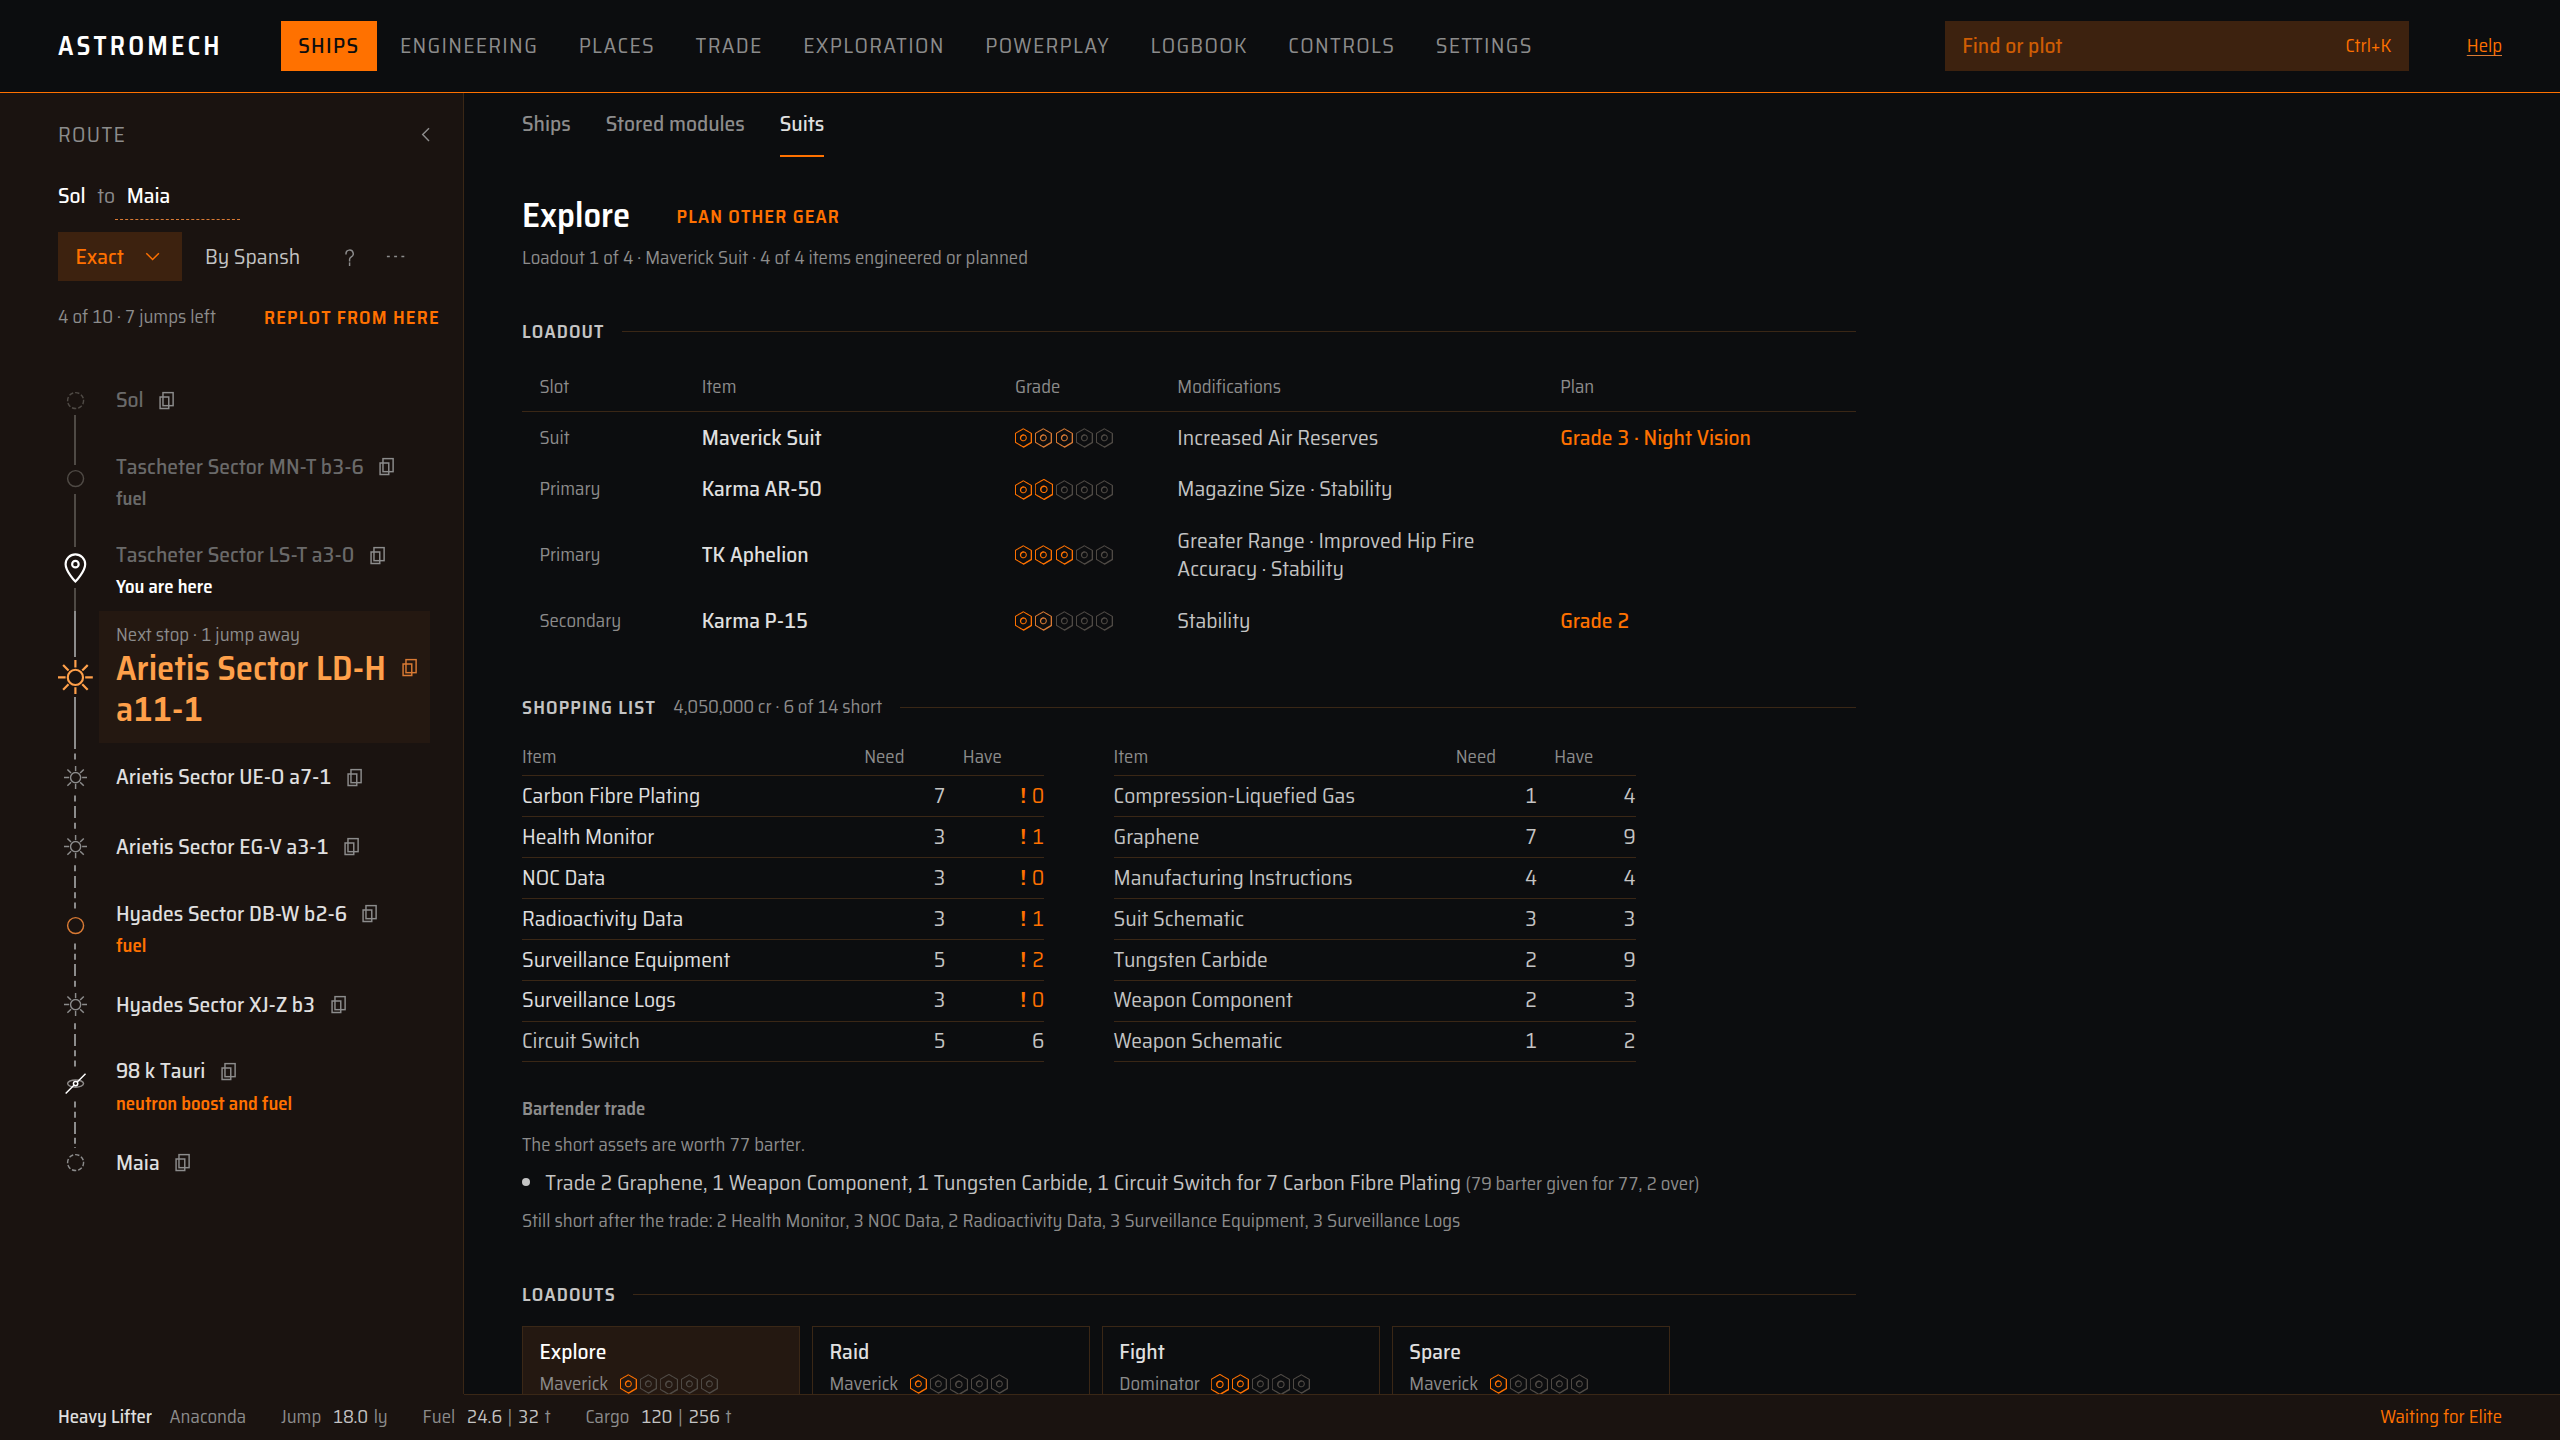 ASTROMECH SHIPS ENGINEERING PLACES TRADE EXPLORATION POWERPLAY LOGBOOK CONTROLS SETTINGS Find or plot Ctrl+K Help
ROUTE
Sol to Maia
Exact By Spansh ? ...
4 of 10 · 7 jumps left REPLOT FROM HERE
Sol
Tascheter Sector MN-T b3-6
fuel
Tascheter Sector LS-T a3-0
You are here
Next stop · 1 jump away
Arietis Sector LD-H
a11-1
Arietis Sector UE-O a7-1
Arietis Sector EG-V a3-1
Hyades Sector DB-W b2-6
fuel
Hyades Sector XJ-Z b3
98 k Tauri
neutron boost and fuel
Maia
Ships Stored modules Suits
Explore PLAN OTHER GEAR
Loadout 1 of 4 · Maverick Suit · 4 of 4 items engineered or planned
LOADOUT
Slot Item Grade Modifications Plan
Suit Maverick Suit Increased Air Reserves Grade 3 · Night Vision
Primary Karma AR-50 Magazine Size · Stability
Primary TK Aphelion Greater Range · Improved Hip Fire
Accuracy · Stability
Secondary Karma P-15 Stability Grade 2
SHOPPING LIST 4,050,000 cr · 6 of 14 short
Item Need Have Item Need Have
Carbon Fibre Plating 7 ! 0 Compression-Liquefied Gas 1 4
Health Monitor 3 ! 1 Graphene 7 9
NOC Data 3 ! 0 Manufacturing Instructions 4 4
Radioactivity Data 3 ! 1 Suit Schematic 3 3
Surveillance Equipment 5 ! 2 Tungsten Carbide 2 9
Surveillance Logs 3 ! 0 Weapon Component 2 3
Circuit Switch 5 6 Weapon Schematic 1 2
Bartender trade
The short assets are worth 77 barter.
• Trade 2 Graphene, 1 Weapon Component, 1 Tungsten Carbide, 1 Circuit Switch for 7 Carbon Fibre Plating (79 barter given for 77, 2 over)
Still short after the trade: 2 Health Monitor, 3 NOC Data, 2 Radioactivity Data, 3 Surveillance Equipment, 3 Surveillance Logs
LOADOUTS
Explore Raid Fight Spare
Maverick Maverick Dominator Maverick
Heavy Lifter Anaconda Jump 18.0 ly Fuel 24.6 | 32 t Cargo 120 | 256 t Waiting for Elite